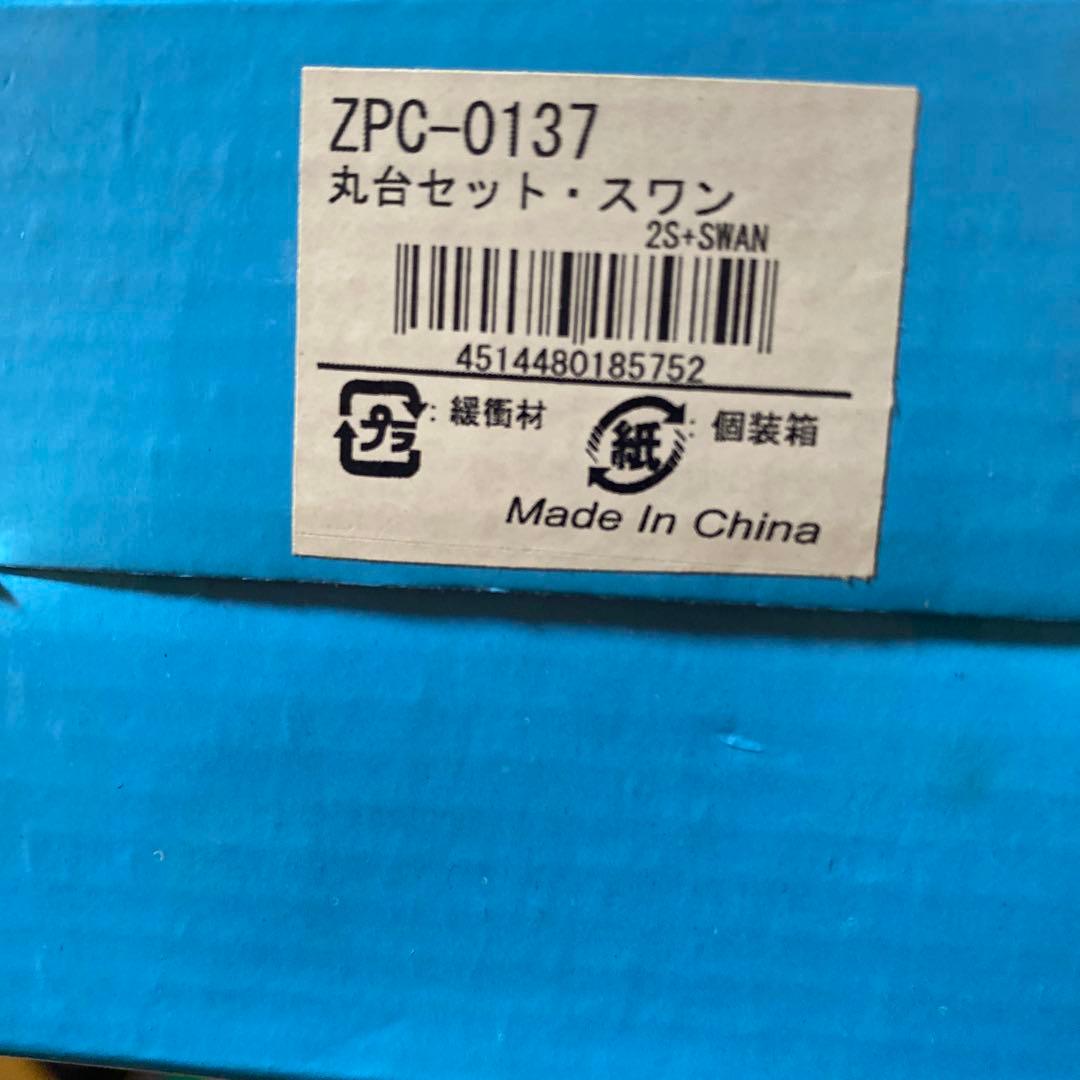 ZPC-0137
丸台セット・スワン
2S+SWAN
4514480185752
プラ : 緩衝材 紙 : 個装箱
Made In China